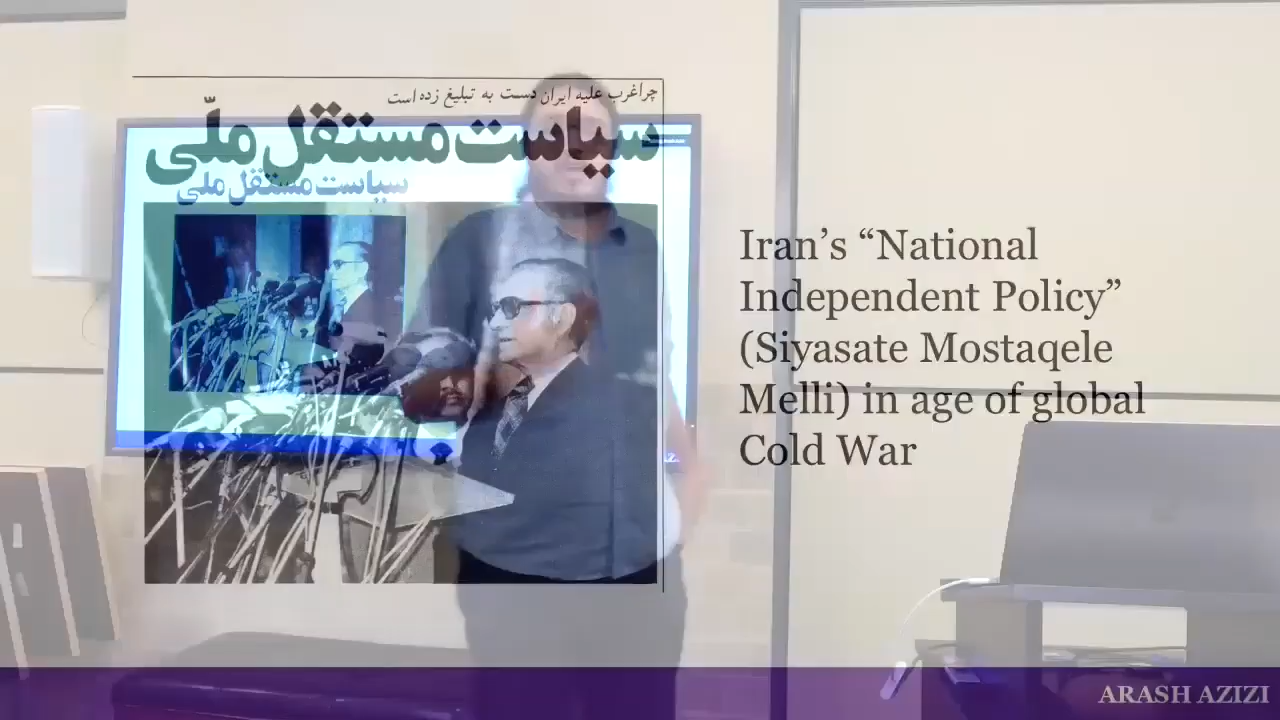 چراغرب علیه ایران دست به تبلیغ زده است
سیاست مستقل ملّی
سیاست مستقل ملّی
Iran’s “National
Independent Policy”
(Siyasate Mostaqele
Melli) in age of global
Cold War
ARASH AZIZI